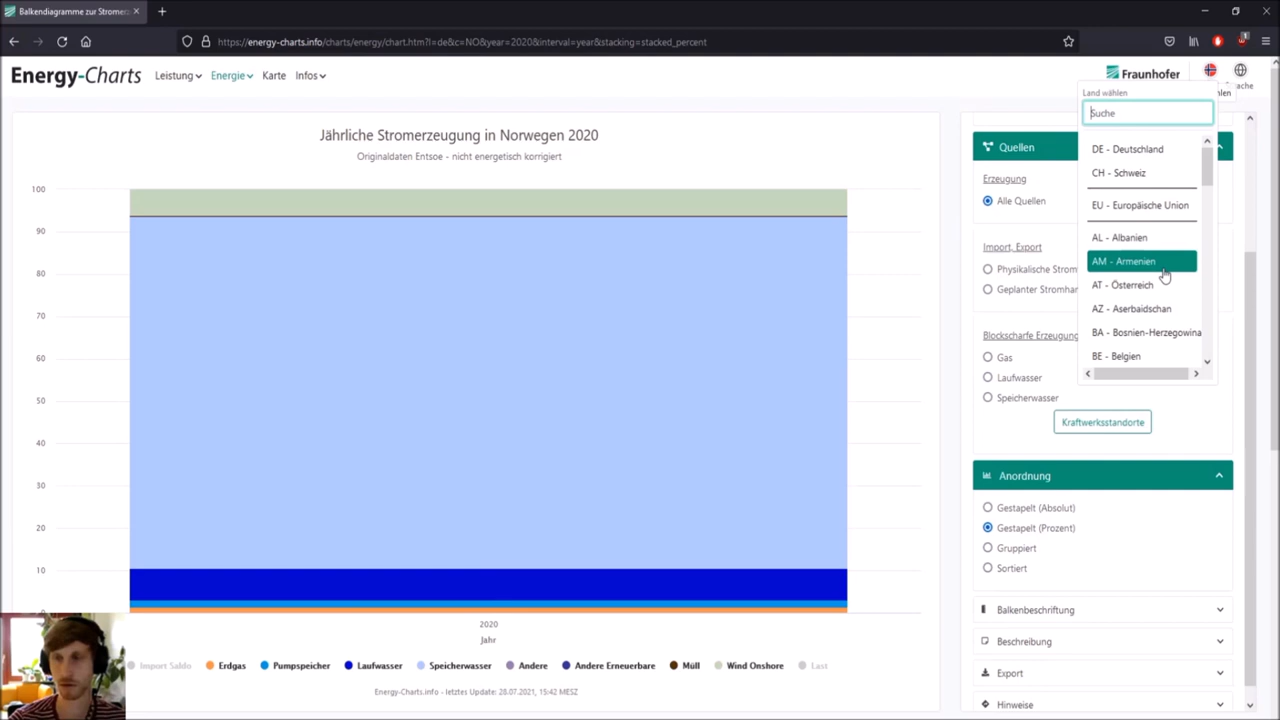 Balkendiagramme zur Stromer
https://energy-charts.info/charts/energy/chart.htm?l=de&c=NO&year=2020&interval=year&stacking=stacked_percent
Energy-Charts
Leistung
Energie
Karte
Infos
Fraunhofer
Land wählen
Suche
DE - Deutschland
CH - Schweiz
EU - Europäische Union
AL - Albanien
AM - Armenien
AT - Österreich
AZ - Aserbaidschan
BA - Bosnien-Herzegowina
BE - Belgien
Jährliche Stromerzeugung in Norwegen 2020
Originaldaten Entsoe - nicht energetisch korrigiert
100
90
80
70
60
50
40
30
20
10
2020
Jahr
Import Saldo
Erdgas
Pumpspeicher
Laufwasser
Speicherwasser
Andere
Andere Erneuerbare
Müll
Wind Onshore
Last
Energy-Charts.info - letztes Update: 28.07.2021, 15:42 MESZ
Quellen
Erzeugung
Alle Quellen
Import, Export
Physikalische Strom
Geplanter Stromhar
Blockscharfe Erzeugung
Gas
Laufwasser
Speicherwasser
Kraftwerksstandorte
Anordnung
Gestapelt (Absolut)
Gestapelt (Prozent)
Gruppiert
Sortiert
Balkenbeschriftung
Beschreibung
Export
Hinweise